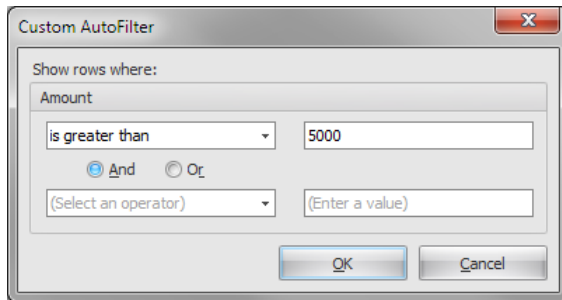 Custom AutoFilter
Show rows where:
Amount
is greater than 5000
And Or
(Select an operator) (Enter a value)
OK Cancel